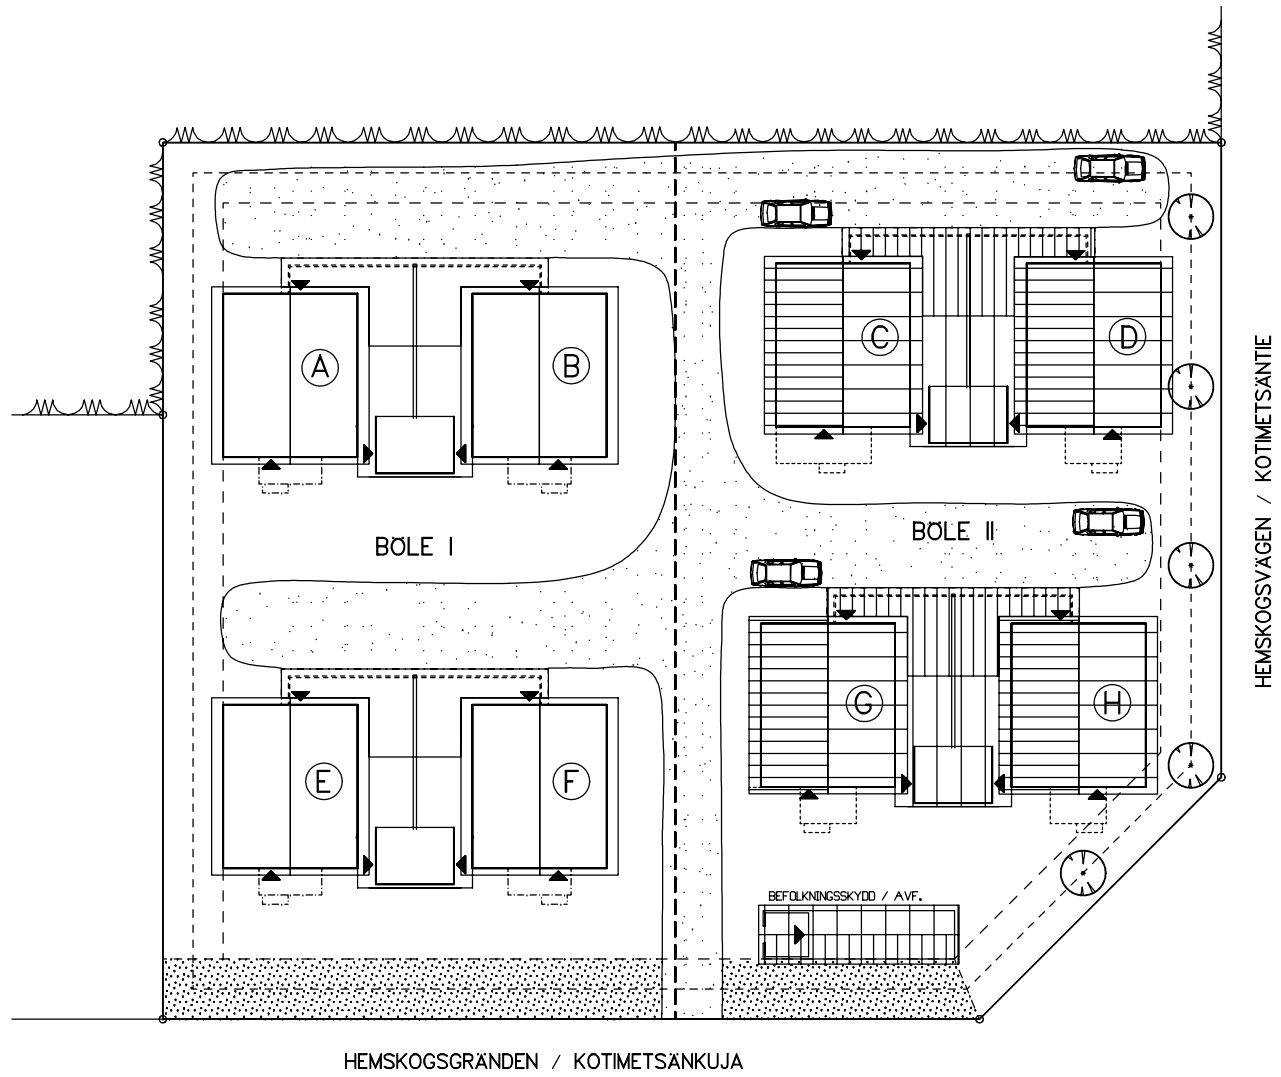 C
D
A
B
HEMSKOGSVÄGEN / KOTIMETSÄNTIE
BÖLE I
BÖLE II
G
H
E
F
BEFOLKNINGSSKYDD / AVF.
HEMSKOGSGRÄNDEN / KOTIMETSÄNKUJA